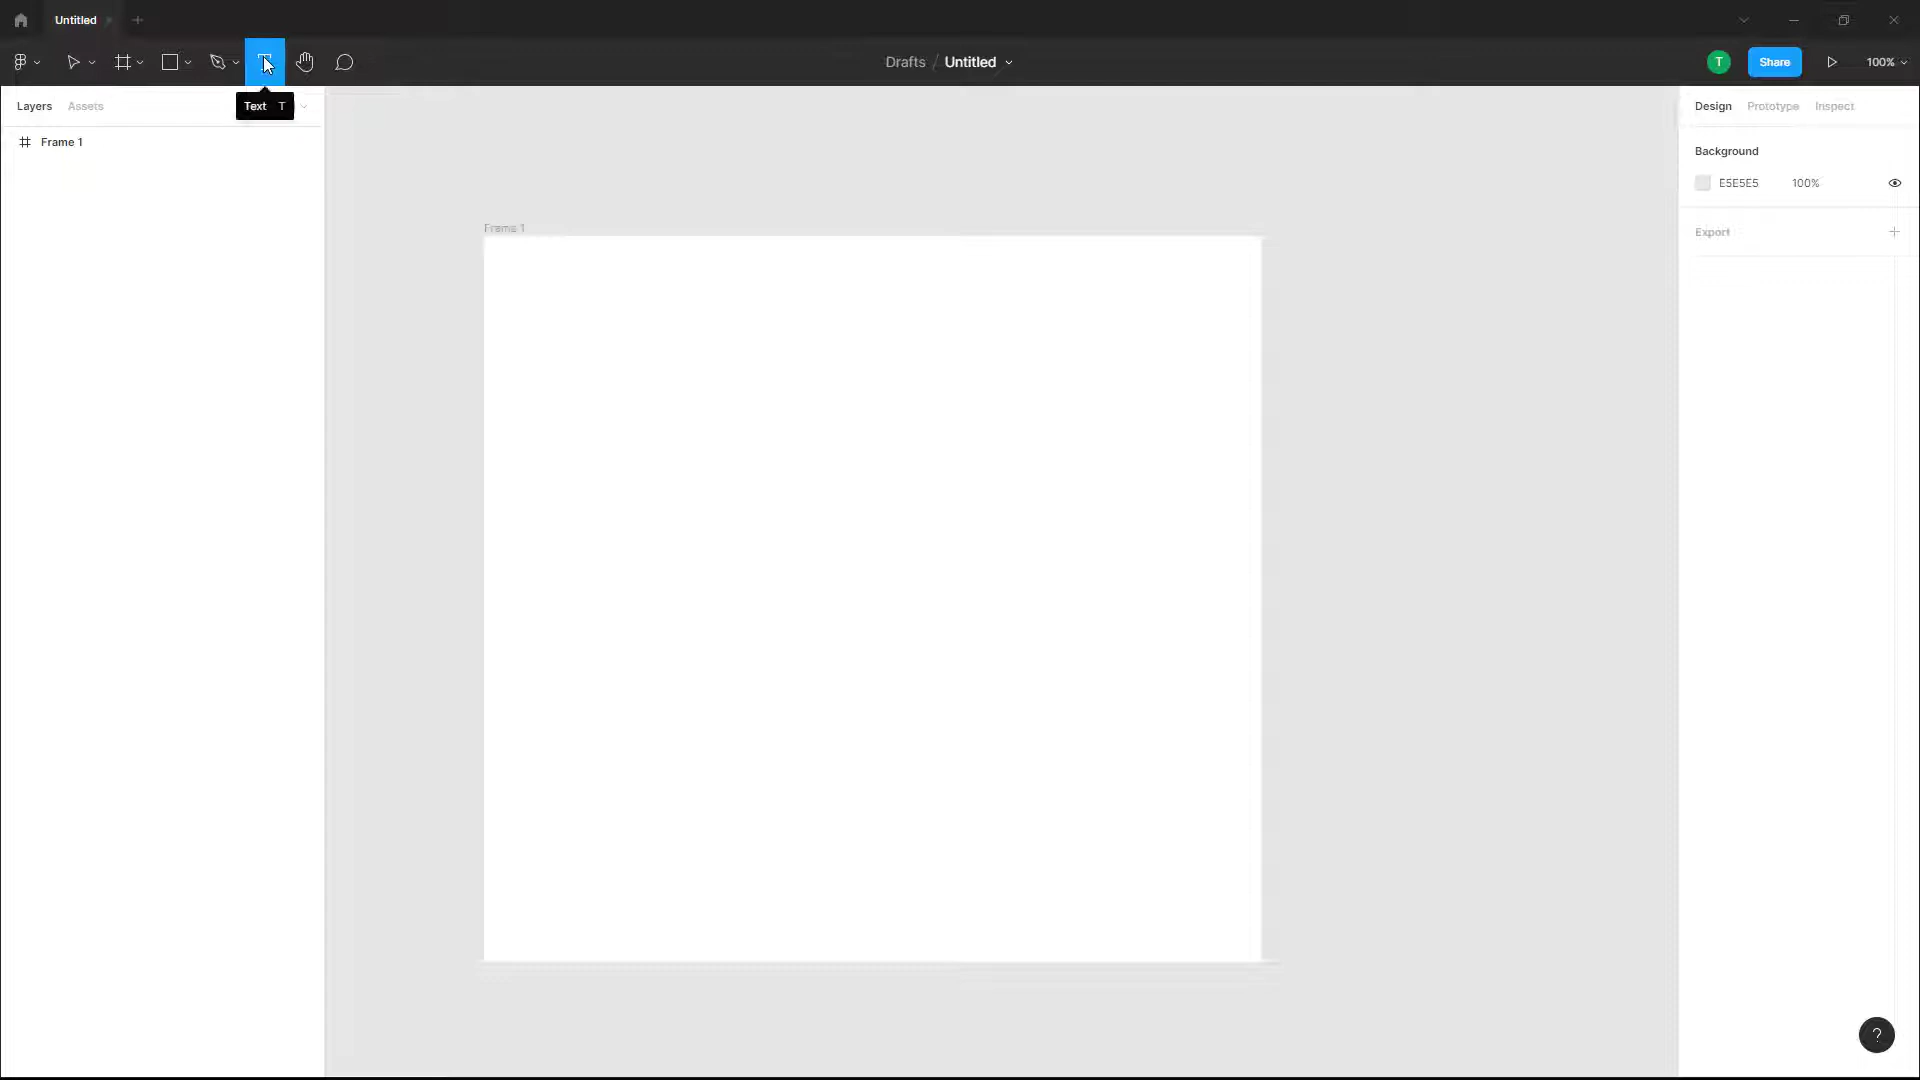 Untitled
Drafts / Untitled
T
Share
100%
Layers
Assets
Text T
Design
Prototype
Inspect
Frame 1
Background
E5E5E5
100%
Frame 1
Export
?